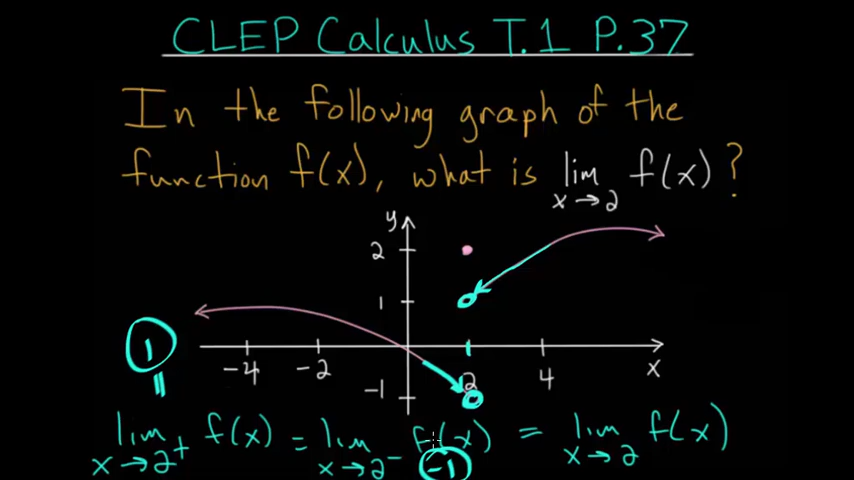 CLEP Calculus T.1 P.37
In the following graph of the
function f(x), what is lim f(x)?
x→2
y
2
1
-4 -2 2 4 x
-1
1
lim f(x) = lim f(x) = lim f(x)
x→2⁺ x→2⁻ x→2
-1